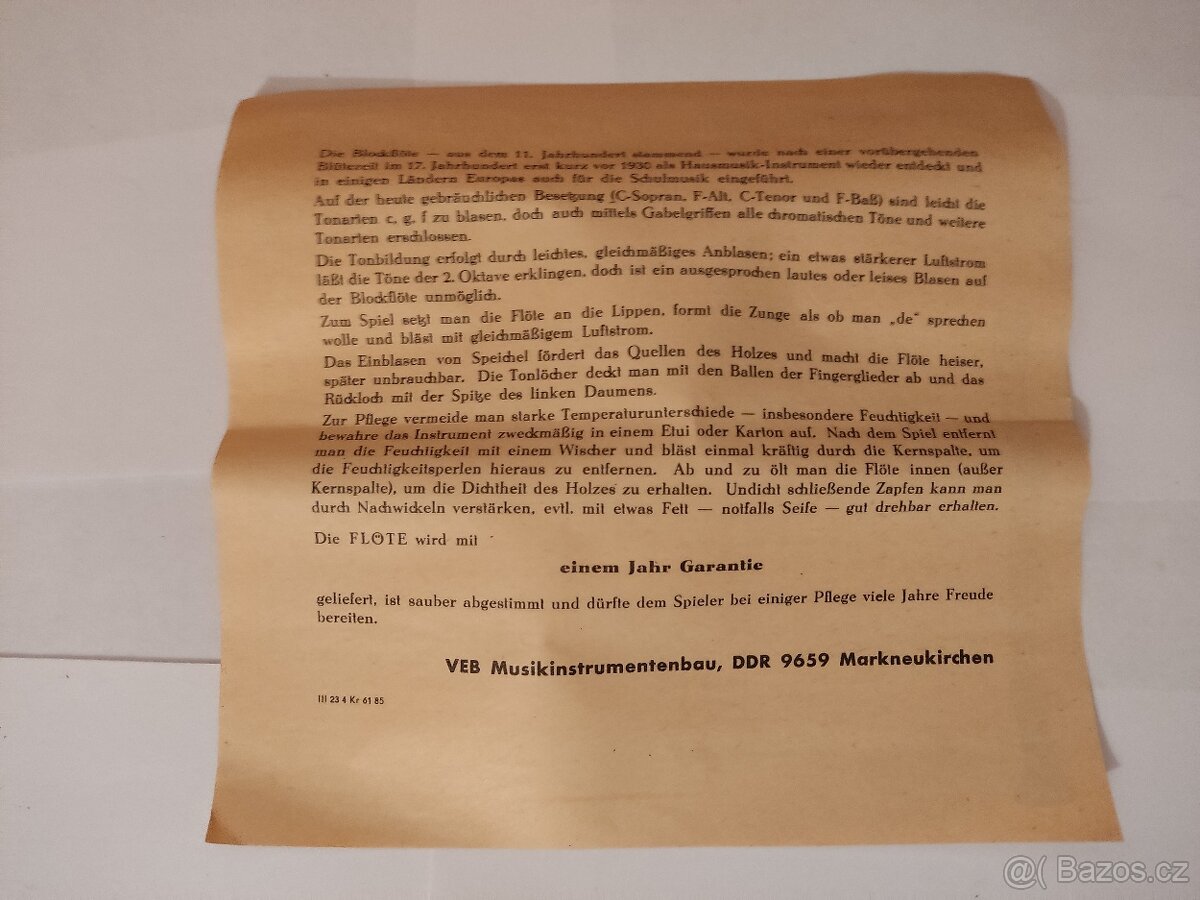 Die Blockflöte — aus dem 11. Jahrhundert stammend — wurde nach einer vorübergehenden
Blütezeit im 17. Jahrhundert erst kurz vor 1930 als Hausmusik-Instrument wieder entdeckt und
in einigen Ländern Europas auch für die Schulmusik eingeführt.
Auf der heute gebräuchlichen Besetzung (C-Sopran, F-Alt, C-Tenor und F-Baß) sind leicht die
Tonarten c, g, f zu blasen, doch auch mittels Gabelgriffen alle chromatischen Töne und weitere
Tonarten erschlossen.
Die Tonbildung erfolgt durch leichtes, gleichmäßiges Anblasen; ein etwas stärkerer Luftstrom
läßt die Töne der 2. Oktave erklingen, doch ist ein ausgesprochen lautes oder leises Blasen auf
der Blockflöte unmöglich.
Zum Spiel setzt man die Flöte an die Lippen, formt die Zunge als ob man „de" sprechen
wolle und bläst mit gleichmäßigem Luftstrom.
Das Einblasen von Speichel fördert das Quellen des Holzes und macht die Flöte heiser,
später unbrauchbar. Die Tonlöcher deckt man mit den Ballen der Fingerglieder ab und das
Rückloch mit der Spitze des linken Daumens.
Zur Pflege vermeide man starke Temperaturunterschiede — insbesondere Feuchtigkeit — und
bewahre das Instrument zweckmäßig in einem Etui oder Karton auf. Nach dem Spiel entfernt
man die Feuchtigkeit mit einem Wischer und bläst einmal kräftig durch die Kernspalte, um
die Feuchtigkeitsperlen hieraus zu entfernen. Ab und zu ölt man die Flöte innen (außer
Kernspalte), um die Dichtheit des Holzes zu erhalten. Undicht schließende Zapfen kann man
durch Nachwickeln verstärken, evtl. mit etwas Fett — notfalls Seife — gut drehbar erhalten.
Die FLÖTE wird mit
einem Jahr Garantie
geliefert, ist sauber abgestimmt und dürfte dem Spieler bei einiger Pflege viele Jahre Freude
bereiten.
VEB Musikinstrumentenbau, DDR 9659 Markneukirchen
III 23 4 Kr 61 85
@( Bazos.cz